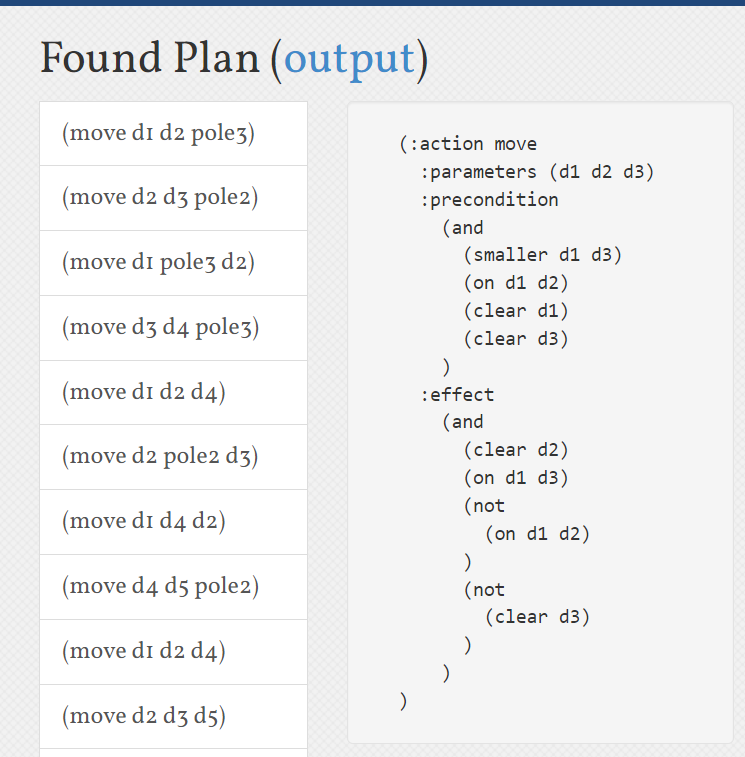 Found Plan (output)
(move d1 d2 pole3)
(move d2 d3 pole2)
(move d1 pole3 d2)
(move d3 d4 pole3)
(move d1 d2 d4)
(move d2 pole2 d3)
(move d1 d4 d2)
(move d4 d5 pole2)
(move d1 d2 d4)
(move d2 d3 d5)
(:action move
  :parameters (d1 d2 d3)
  :precondition
    (and
      (smaller d1 d3)
      (on d1 d2)
      (clear d1)
      (clear d3)
    )
  :effect
    (and
      (clear d2)
      (on d1 d3)
      (not
        (on d1 d2)
      )
      (not
        (clear d3)
      )
    )
)